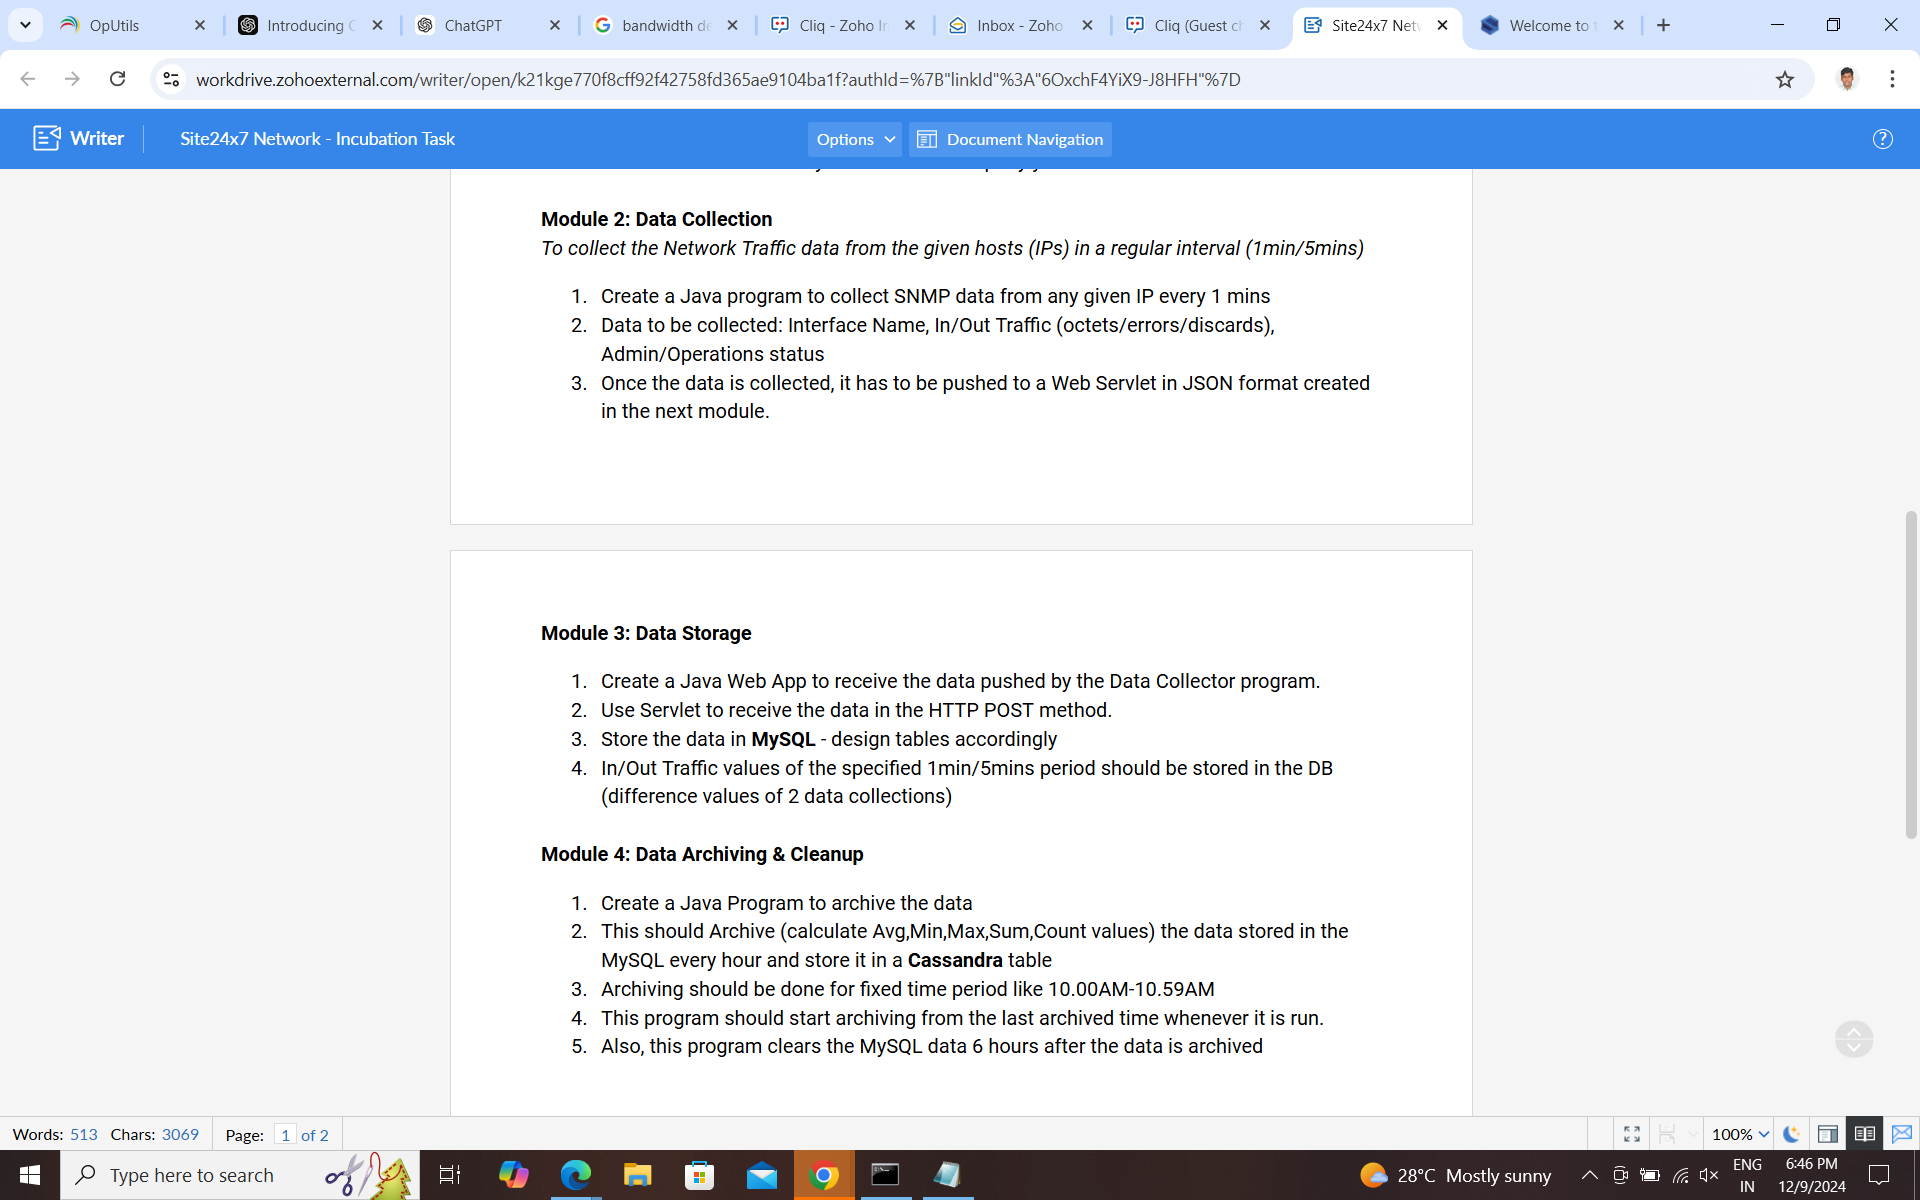 OpUtils
Introducing C
ChatGPT
bandwidth de
Cliq - Zoho In
Inbox - Zoho
Cliq (Guest ch
Site24x7 Netw
Welcome to t
workdrive.zohoexternal.com/writer/open/k21kge770f8cff92f42758fd365ae9104ba1f?authId=%7B"linkId"%3A"6OxchF4YiX9-J8HFH"%7D
Writer
Site24x7 Network - Incubation Task
Options
Document Navigation
Module 2: Data Collection
To collect the Network Traffic data from the given hosts (IPs) in a regular interval (1min/5mins)
1. Create a Java program to collect SNMP data from any given IP every 1 mins
2. Data to be collected: Interface Name, In/Out Traffic (octets/errors/discards),
Admin/Operations status
3. Once the data is collected, it has to be pushed to a Web Servlet in JSON format created
in the next module.
Module 3: Data Storage
1. Create a Java Web App to receive the data pushed by the Data Collector program.
2. Use Servlet to receive the data in the HTTP POST method.
3. Store the data in MySQL - design tables accordingly
4. In/Out Traffic values of the specified 1min/5mins period should be stored in the DB
(difference values of 2 data collections)
Module 4: Data Archiving & Cleanup
1. Create a Java Program to archive the data
2. This should Archive (calculate Avg,Min,Max,Sum,Count values) the data stored in the
MySQL every hour and store it in a Cassandra table
3. Archiving should be done for fixed time period like 10.00AM-10.59AM
4. This program should start archiving from the last archived time whenever it is run.
5. Also, this program clears the MySQL data 6 hours after the data is archived
Words: 513 Chars: 3069 Page: 1 of 2
100%
Type here to search
28°C Mostly sunny
ENG
IN
6:46 PM
12/9/2024